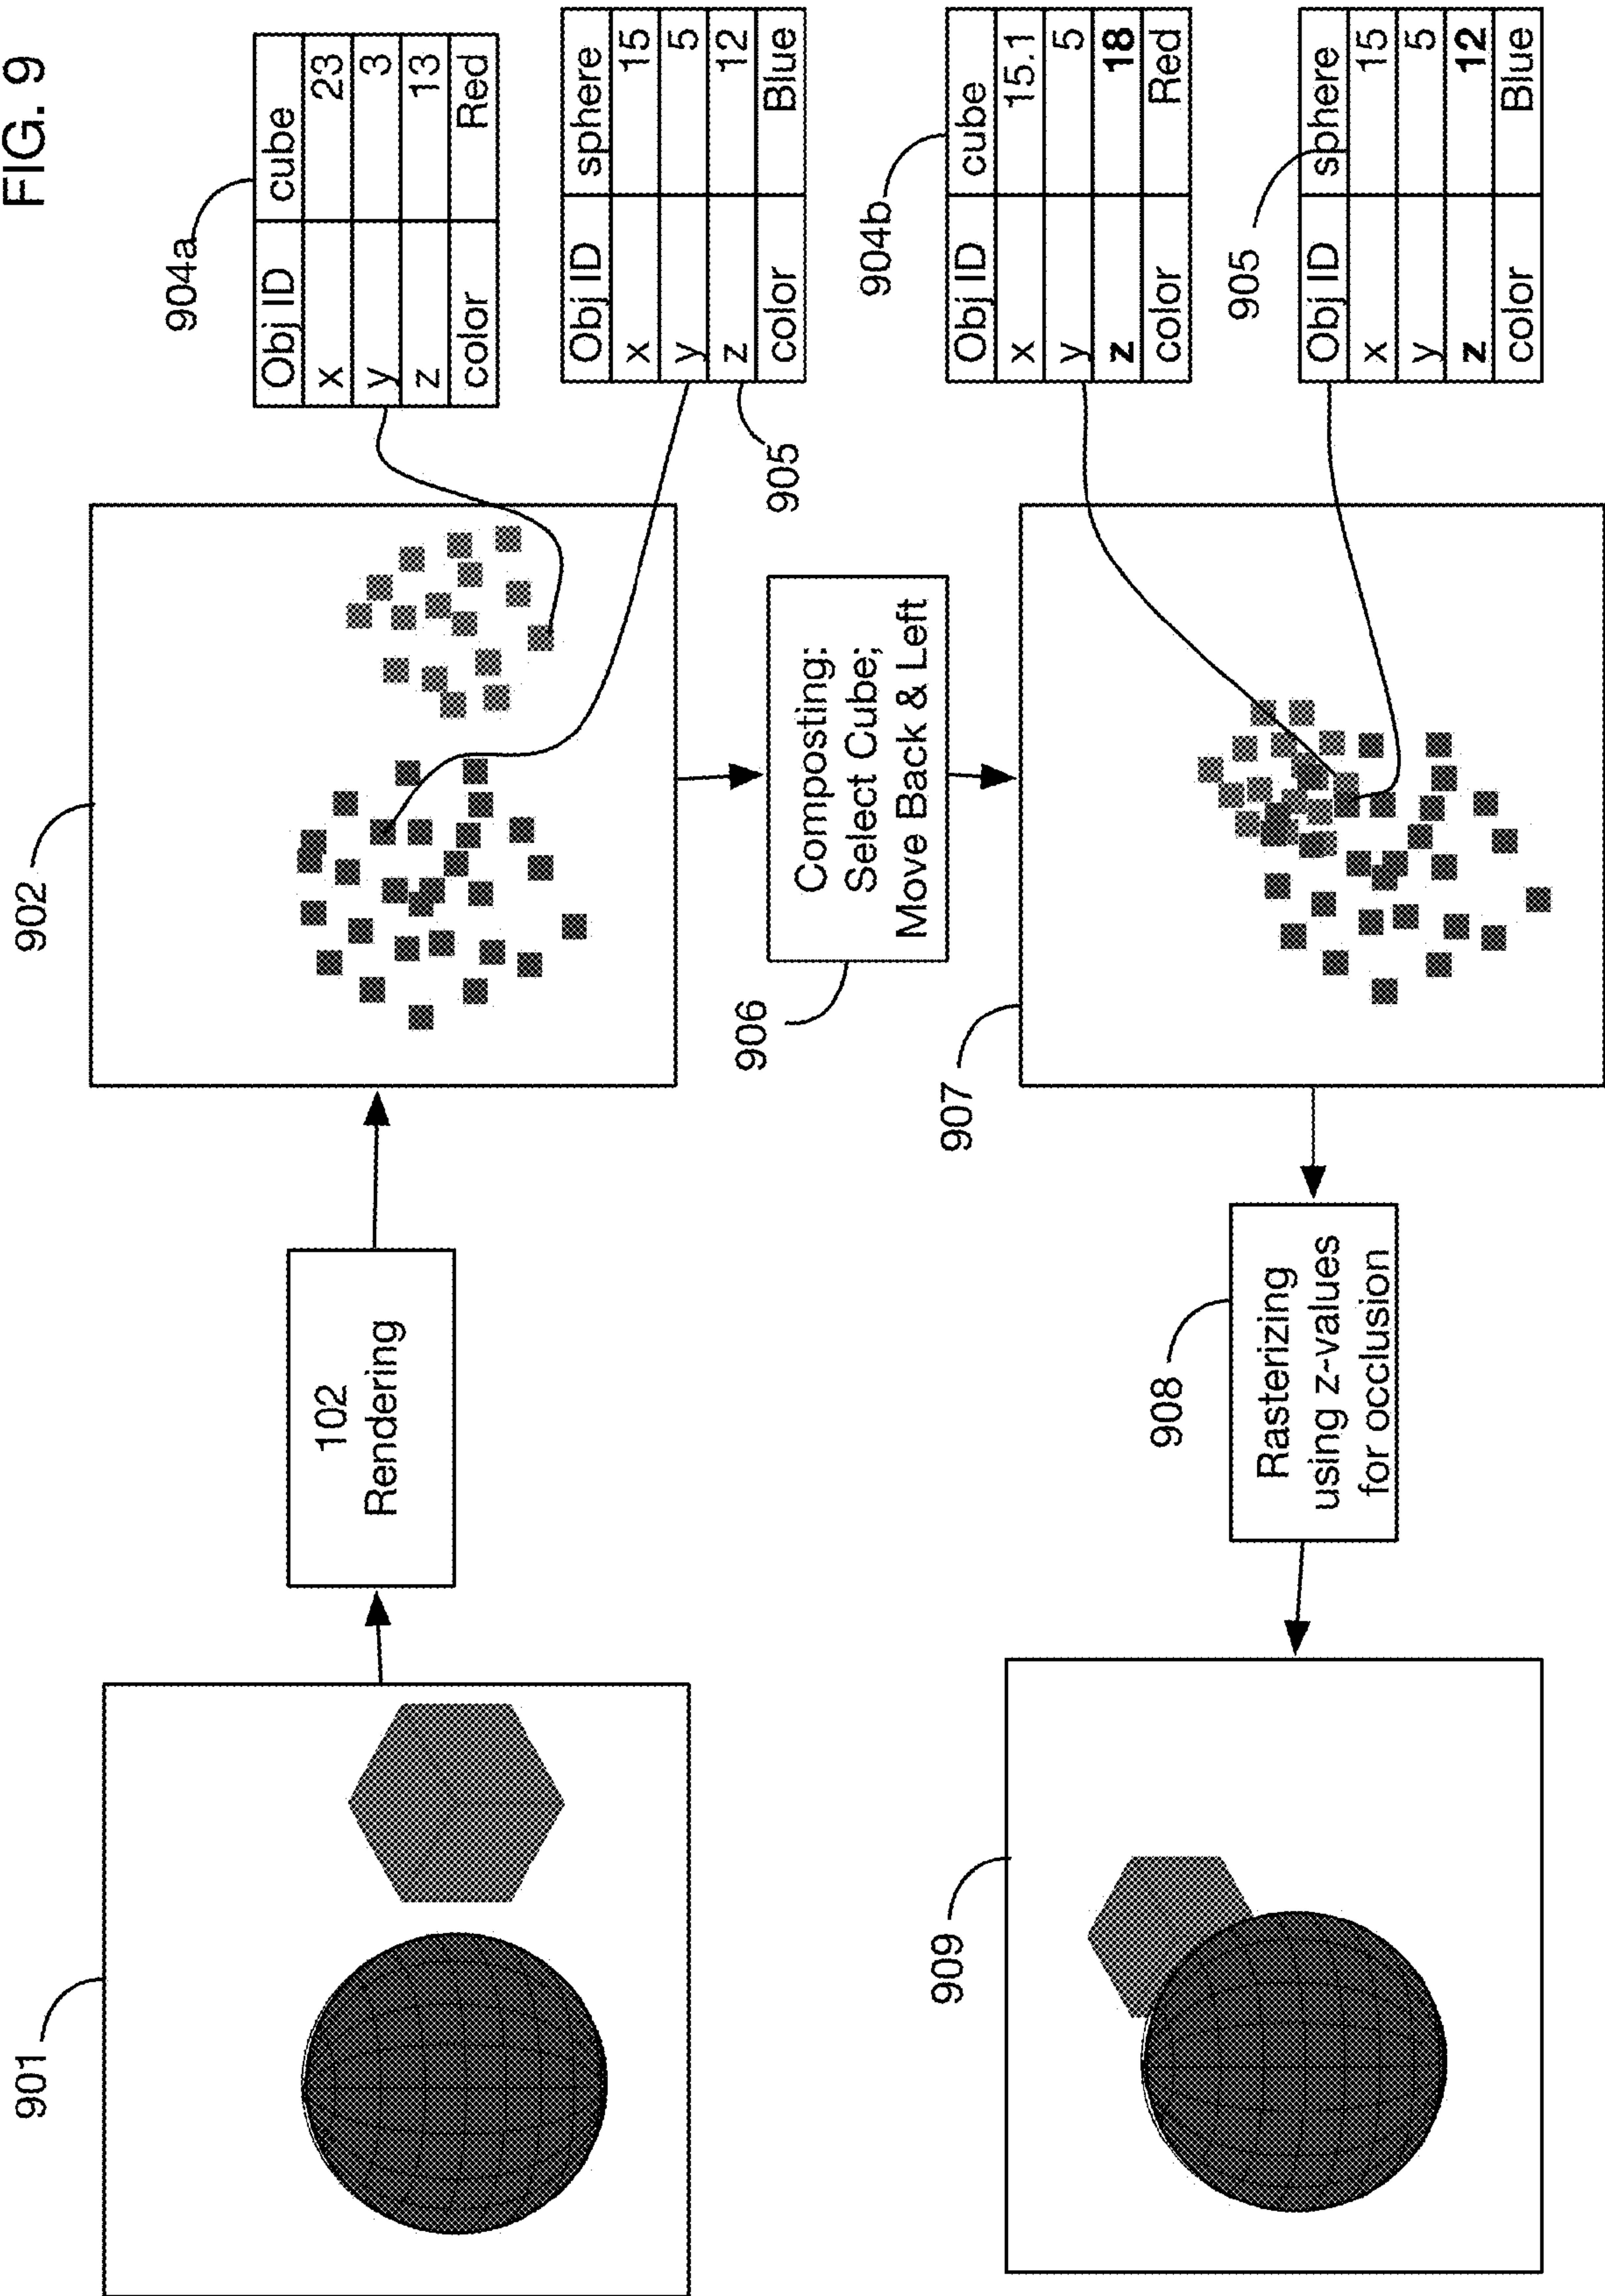 FIG. 9
901
102
Rendering
902
904a
Obj ID cube
x 23
y 3
z 13
color Red
Obj ID sphere
x 15
y 5
z 12
color Blue
905
906
Composting:
Select Cube;
Move Back & Left
904b
Obj ID cube
x 15.1
y 5
z 18
color Red
905
Obj ID sphere
x 15
y 5
z 12
color Blue
907
908
Rasterizing
using z-values
for occlusion
909